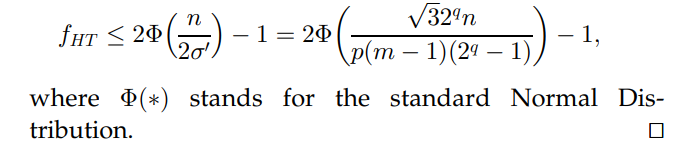 f_{HT} ≤ 2Φ(n / 2σ′) − 1 = 2Φ(√3 2^q n / p(m − 1)(2^q − 1)) − 1,
where Φ(∗) stands for the standard Normal Dis-
tribution. □